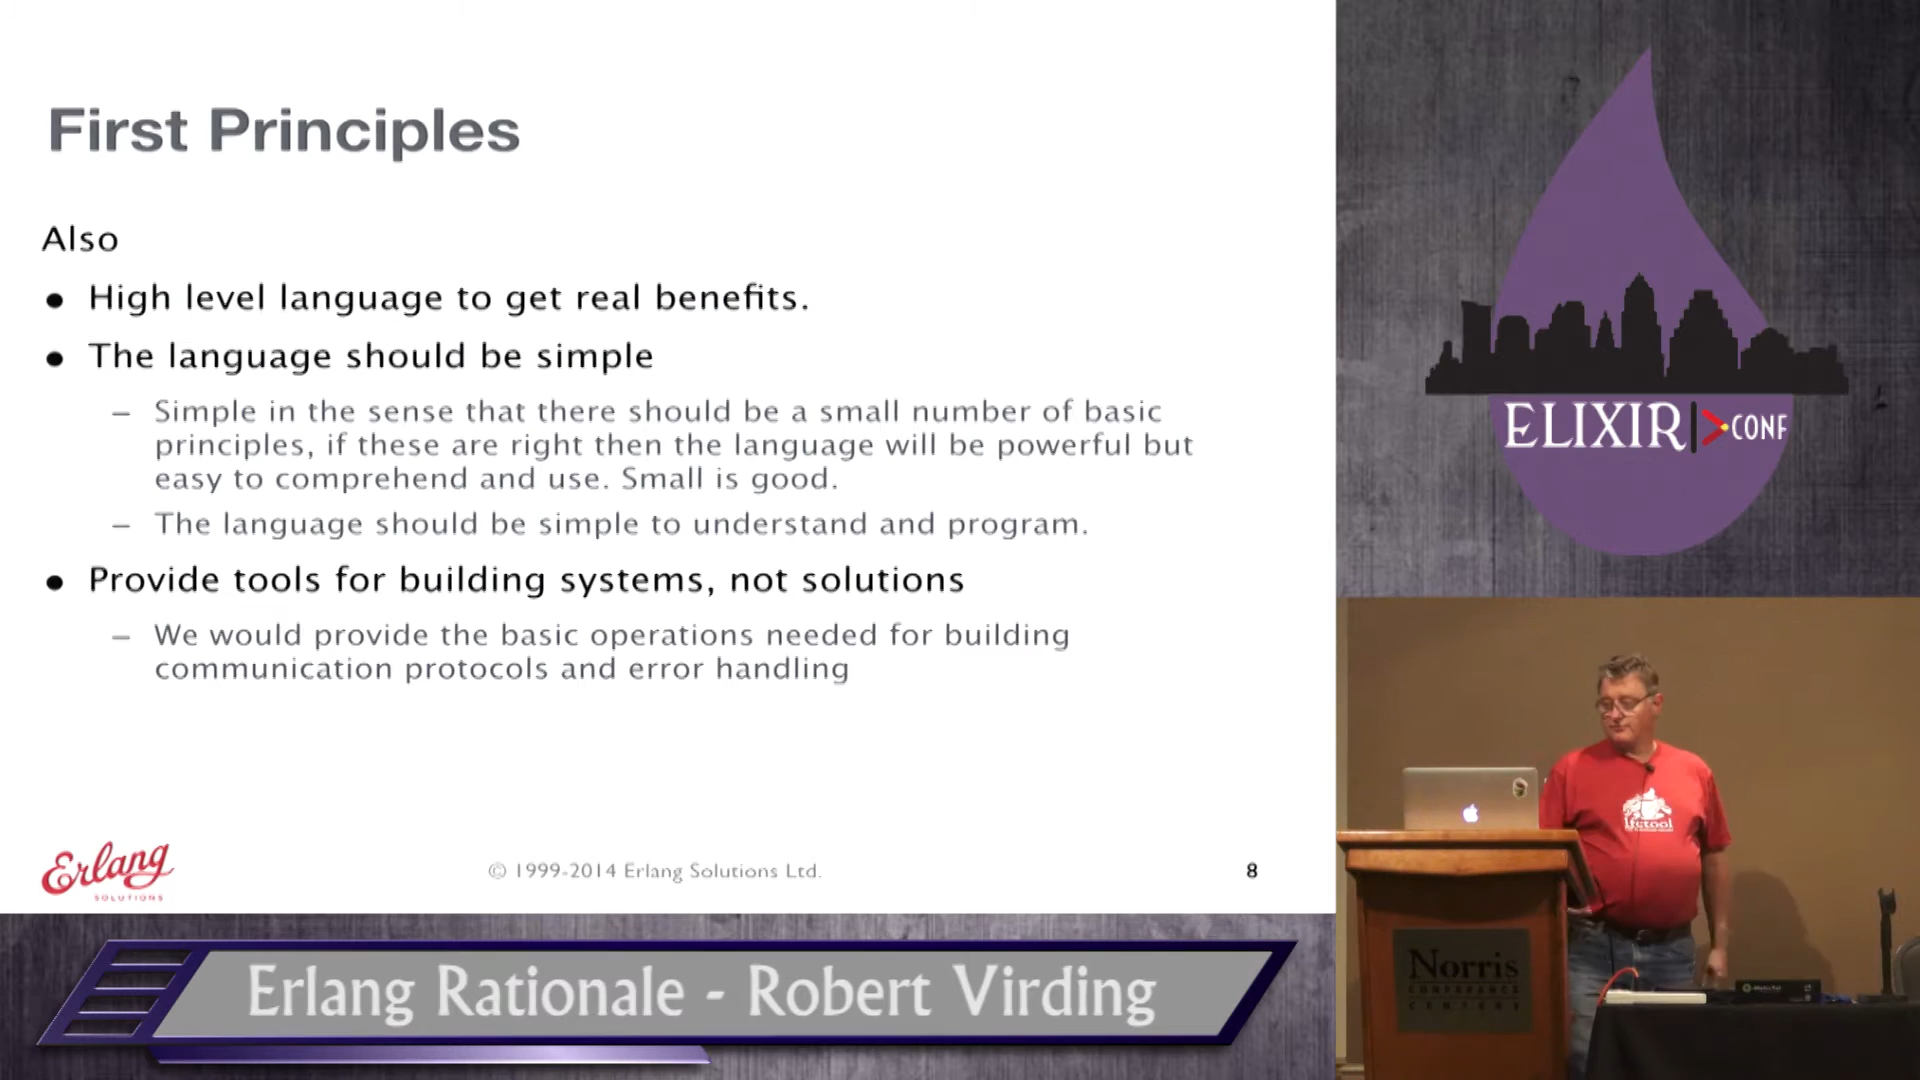 First Principles
Also
• High level language to get real benefits.
• The language should be simple
– Simple in the sense that there should be a small number of basic
principles, if these are right then the language will be powerful but
easy to comprehend and use. Small is good.
– The language should be simple to understand and program.
• Provide tools for building systems, not solutions
– We would provide the basic operations needed for building
communication protocols and error handling
Erlang
SOLUTIONS
© 1999-2014 Erlang Solutions Ltd.
8
Erlang Rationale - Robert Virding
ELIXIR CONF
lfetool
Norris
CONFERENCE
CENTERS